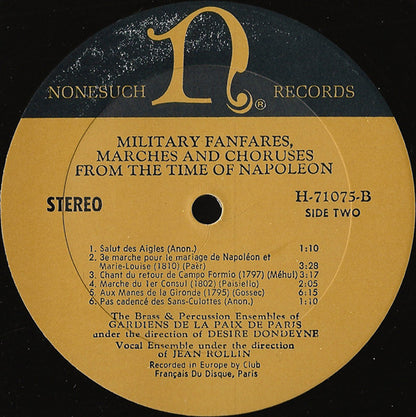 n
®
NONESUCH RECORDS
MILITARY FANFARES,
MARCHES AND CHORUSES
FROM THE TIME OF NAPOLEON
STEREO
H-71075-B
SIDE TWO
1. Salut des Aigles (Anon.) 1:10
2. 3e marche pour le mariage de Napoléon et
Marie-Louise (1810) (Paër) 3:28
3. Chant du retour de Campo Formio (1797) (Méhul) 3:17
4. Marche du 1er Consul (1802) (Paisiello) 2:05
5. Aux Manes de la Gironde (1795) (Gossec) 6:15
6. Pas cadencé des Sans-Culottes (Anon.) 1:10
The Brass & Percussion Ensembles of
GARDIENS DE LA PAIX DE PARIS
under the direction of DESIRE DONDEYNE
Vocal Ensemble under the direction
of JEAN ROLLIN
Recorded in Europe by Club
Français Du Disque, Paris